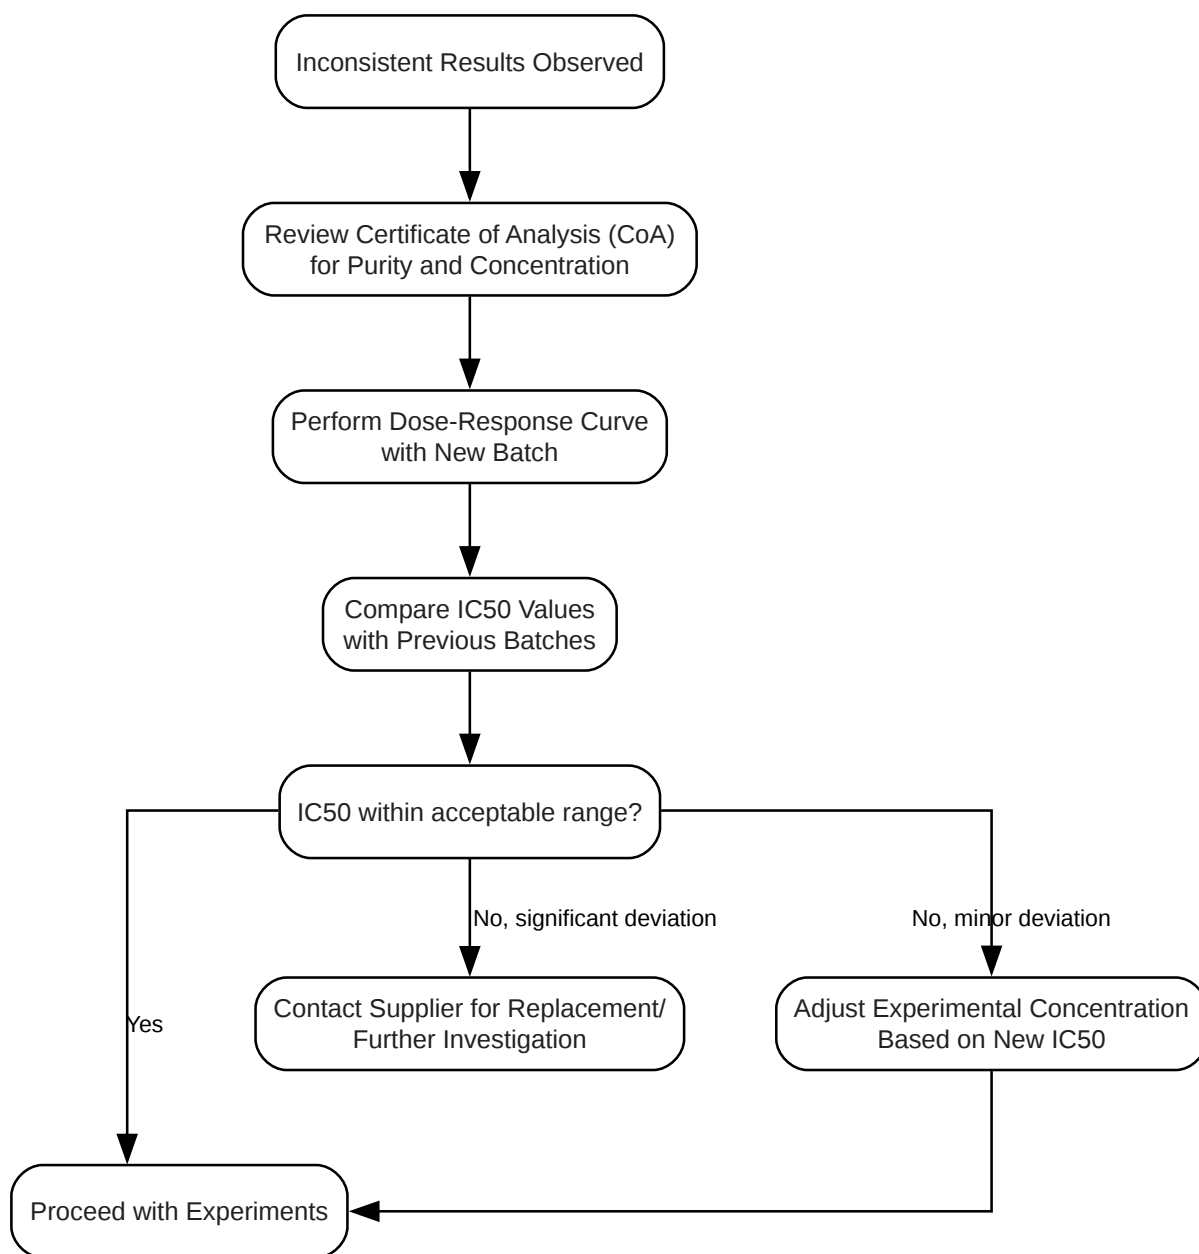 Inconsistent Results Observed
Review Certificate of Analysis (CoA)
for Purity and Concentration
Perform Dose-Response Curve
with New Batch
Compare IC50 Values
with Previous Batches
IC50 within acceptable range?
No, significant deviation
No, minor deviation
Yes
Contact Supplier for Replacement/
Further Investigation
Adjust Experimental Concentration
Based on New IC50
Proceed with Experiments